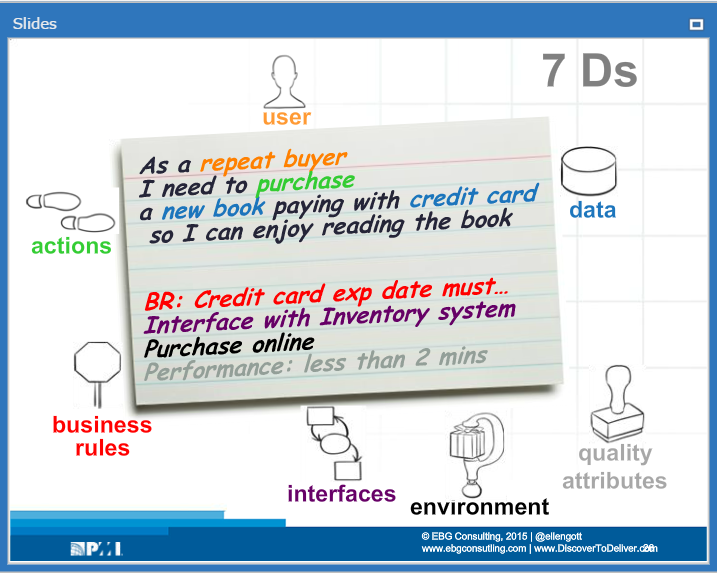 Slides
7 Ds
user
As a repeat buyer
I need to purchase
a new book paying with credit card
so I can enjoy reading the book
data
actions
BR: Credit card exp date must...
Interface with Inventory system
Purchase online
Performance: less than 2 mins
business
rules
interfaces
environment
quality
attributes
PMI
© EBG Consulting, 2015 | @ellengott
www.ebgconsutling.com | www.DiscoverToDeliver.com